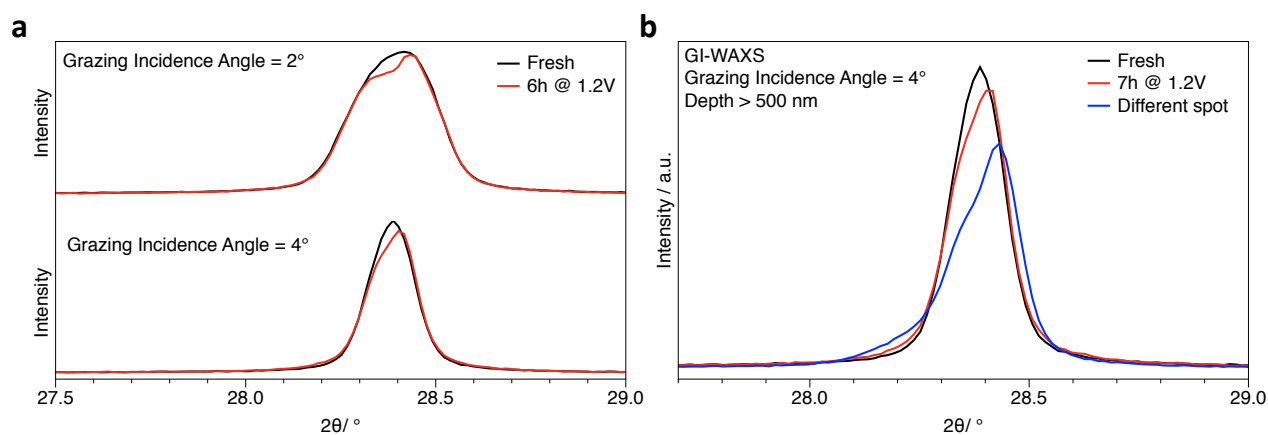 a
Grazing Incidence Angle = 2°
Fresh
6h @ 1.2V
Intensity
Grazing Incidence Angle = 4°
Intensity
27.5
28.0
28.5
29.0
2θ/ °
b
GI-WAXS
Grazing Incidence Angle = 4°
Depth > 500 nm
Fresh
7h @ 1.2V
Different spot
Intensity / a.u.
28.0
28.5
29.0
2θ/ °